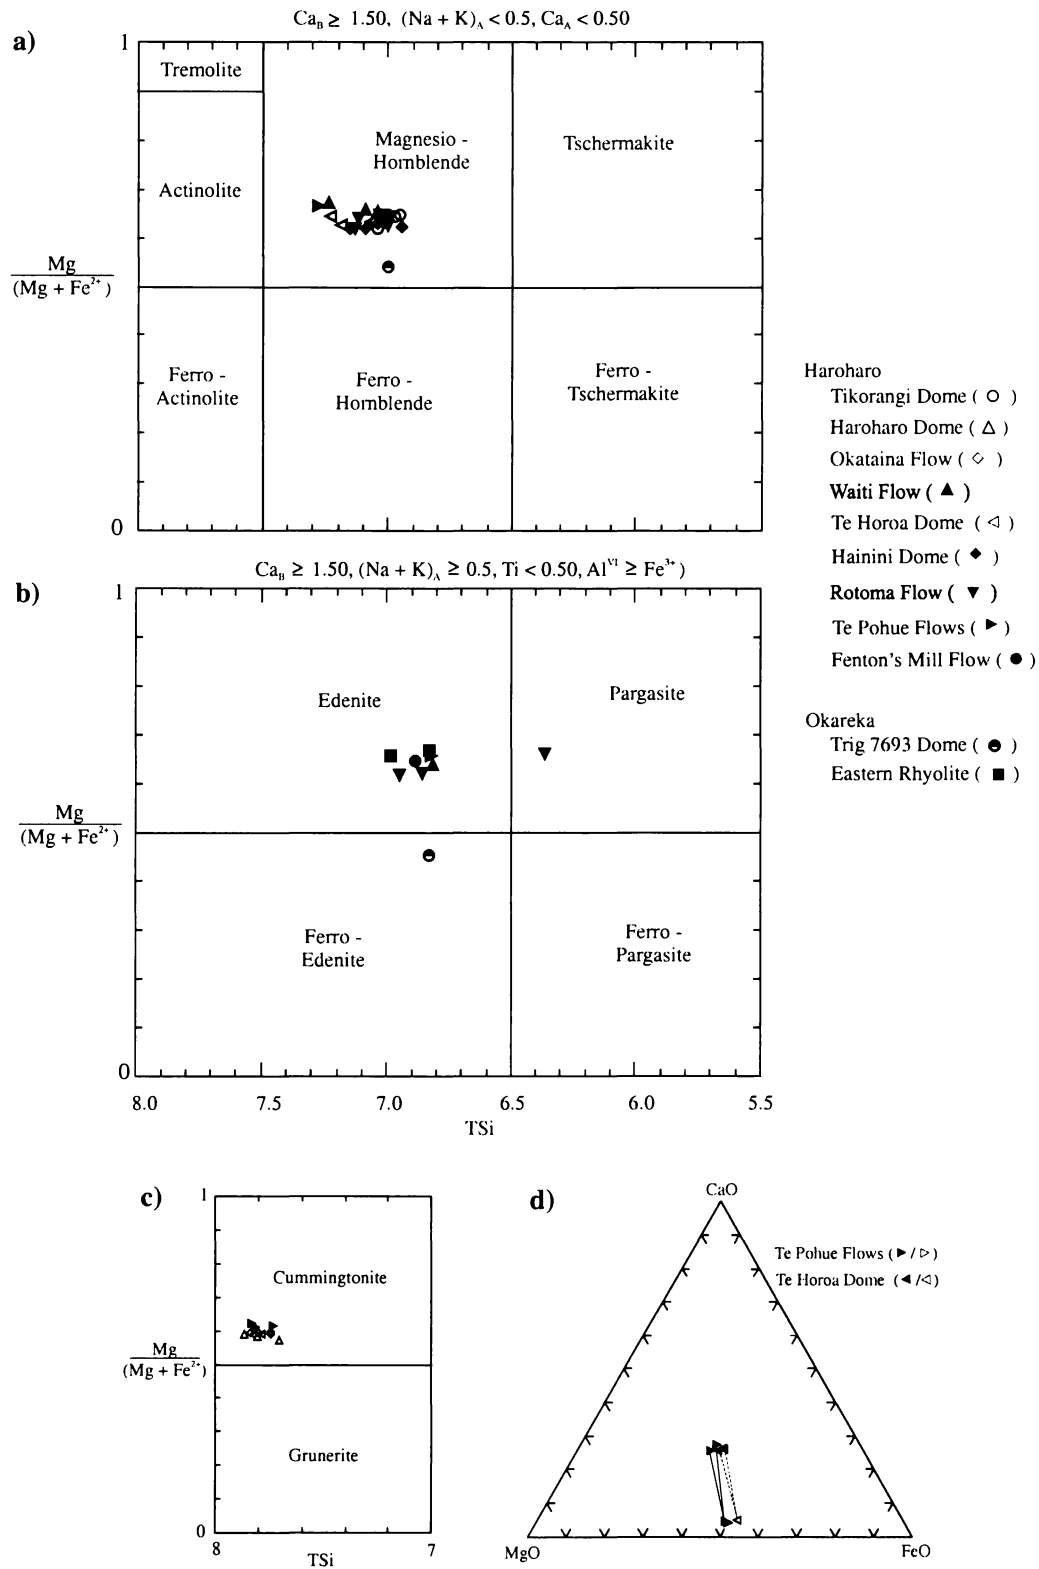 a)
Ca_B ≥ 1.50, (Na + K)_A < 0.5, Ca_A < 0.50
1
Tremolite
Magnesio -
Hornblende
Tschermakite
Actinolite
Mg
(Mg + Fe²⁺)
Ferro -
Actinolite
Ferro -
Hornblende
Ferro -
Tschermakite
0
Haroharo
Tikorangi Dome ( ○ )
Haroharo Dome ( △ )
Okataina Flow ( ◇ )
Waiti Flow ( ▲ )
Te Horoa Dome ( ◁ )
Hainini Dome ( ◆ )
Rotoma Flow ( ▼ )
Te Pohue Flows ( ▶ )
Fenton's Mill Flow ( ● )
Okareka
Trig 7693 Dome ( ◒ )
Eastern Rhyolite ( ■ )
b)
Ca_B ≥ 1.50, (Na + K)_A ≥ 0.5, Ti < 0.50, Al^VI ≥ Fe³⁺)
1
Edenite
Pargasite
Mg
(Mg + Fe²⁺)
Ferro -
Edenite
Ferro -
Pargasite
0
8.0 7.5 7.0 6.5 6.0 5.5
TSi
c)
1
Cummingtonite
Mg
(Mg + Fe²⁺)
Grunerite
0
8 7
TSi
d)
CaO
Te Pohue Flows ( ▶ / ▷ )
Te Horoa Dome ( ◀ / ◁ )
MgO FeO